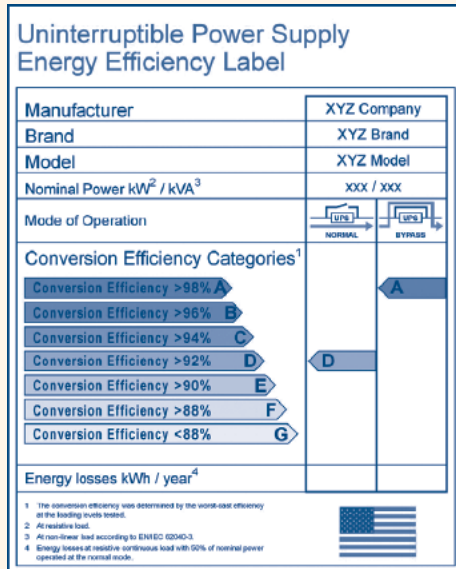 Uninterruptible Power Supply
Energy Efficiency Label
Manufacturer XYZ Company
Brand XYZ Brand
Model XYZ Model
Nominal Power kW² / kVA³ xxx / xxx
Mode of Operation UPS NORMAL UPS BYPASS
Conversion Efficiency Categories¹
Conversion Efficiency >98% A A
Conversion Efficiency >96% B
Conversion Efficiency >94% C
Conversion Efficiency >92% D D
Conversion Efficiency >90% E
Conversion Efficiency >88% F
Conversion Efficiency <88% G
Energy losses kWh / year⁴
1 The conversion efficiency was determined by the worst-cast efficiency
at the loading levels tested.
2 At resistive load.
3 At non-linear load according to EN/IEC 62040-3.
4 Energy losses at resistive continuous load with 50% of nominal power
operated at the normal mode.